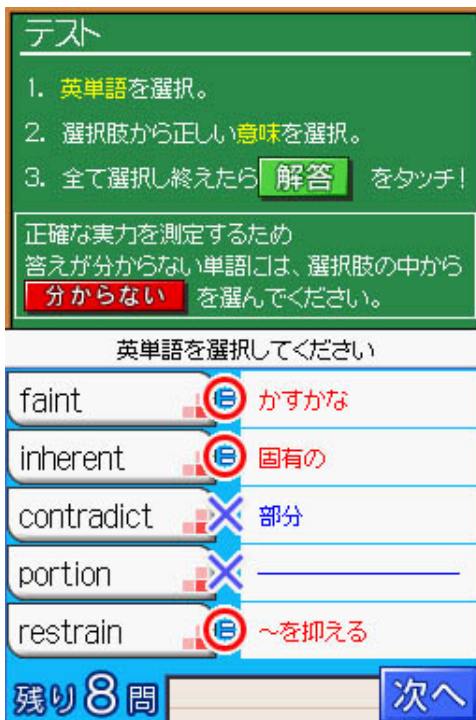 テスト
1. 英単語を選択。
2. 選択肢から正しい意味を選択。
3. 全て選択し終えたら 解答 をタッチ!
正確な実力を測定するため
答えが分からない単語には、選択肢の中から
分からない を選んでください。
英単語を選択してください
faint かすかな
inherent 固有の
contradict 部分
portion
restrain ～を抑える
残り8問 次へ